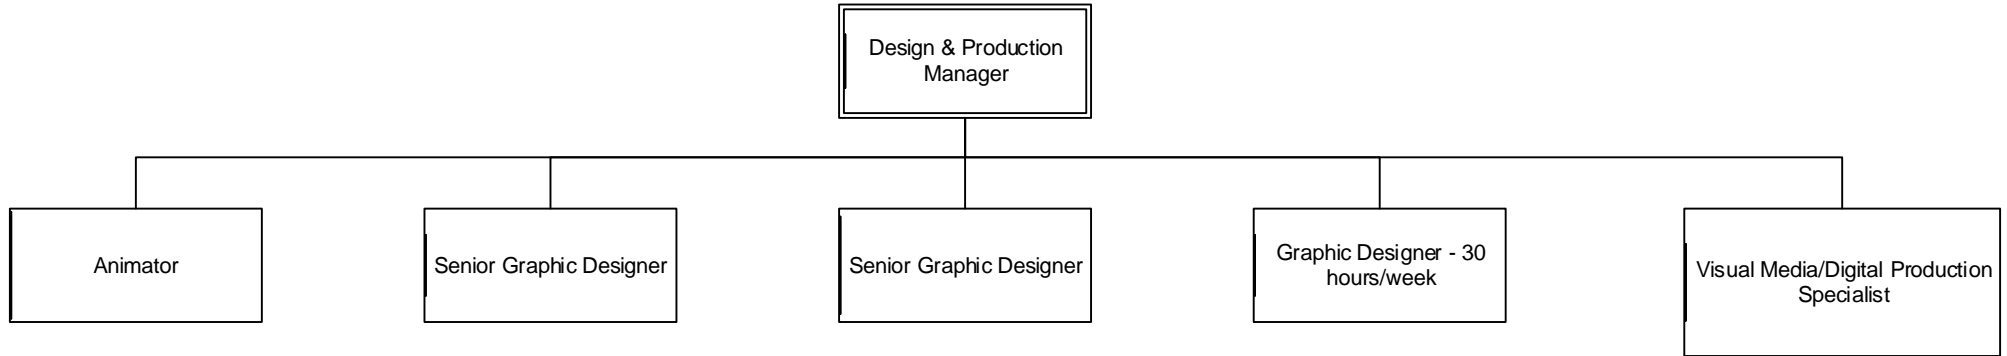 Design & Production
Manager
Animator
Senior Graphic Designer
Senior Graphic Designer
Graphic Designer - 30
hours/week
Visual Media/Digital Production
Specialist